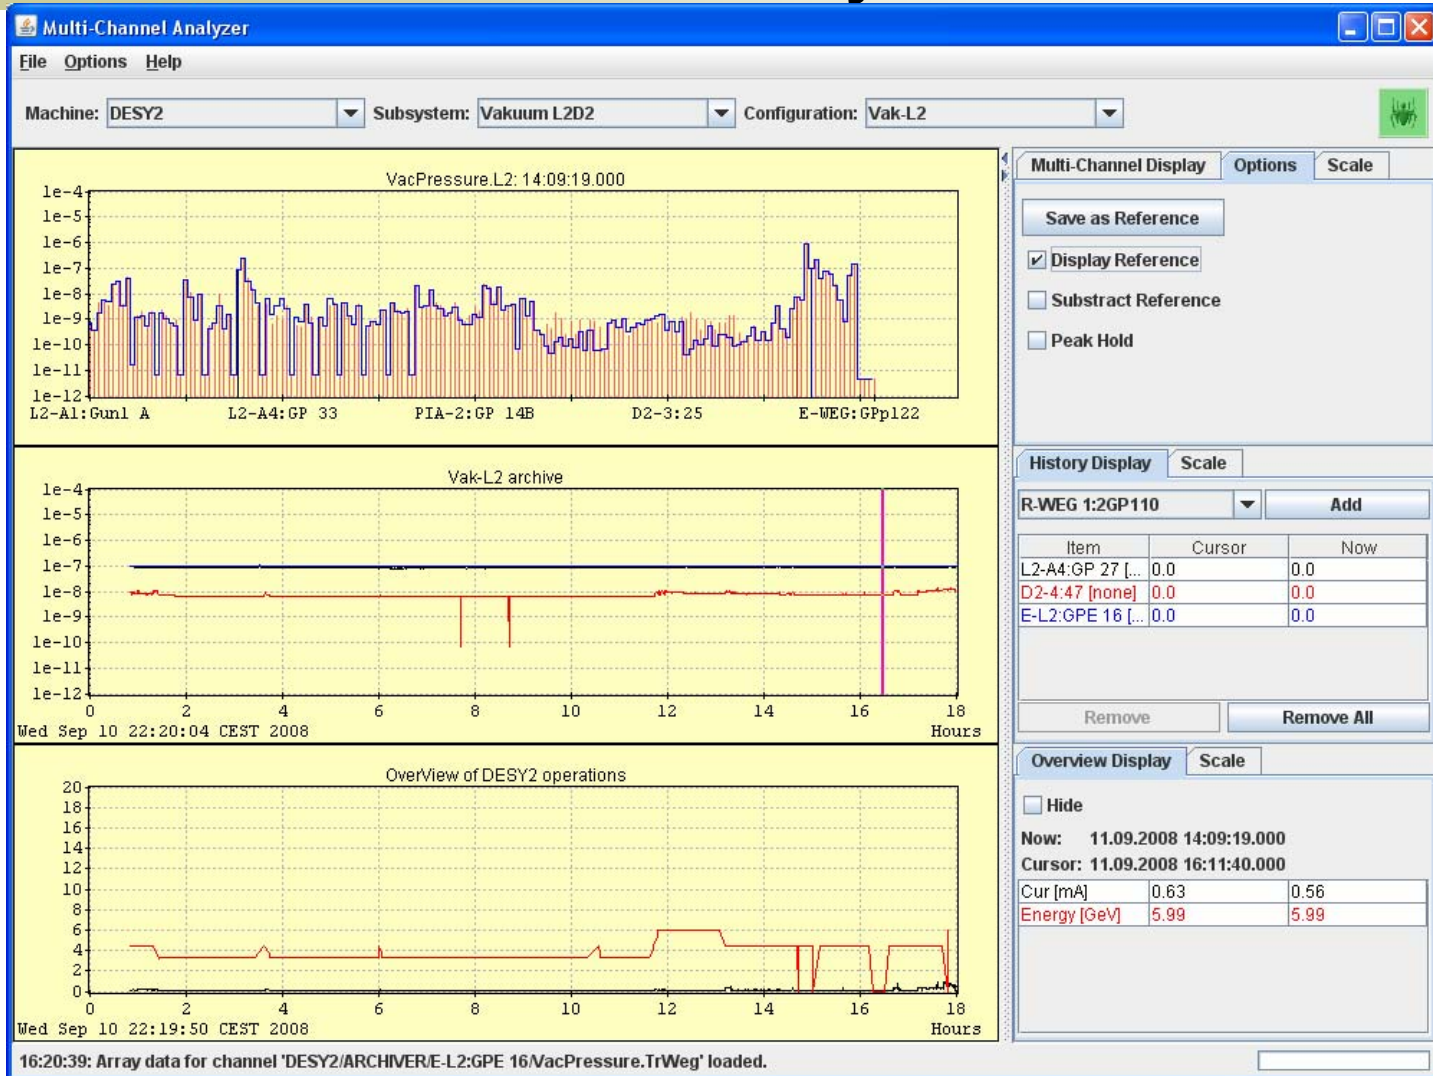 Multi-Channel Analyzer
File Options Help
Machine: DESY2 Subsystem: Vakuum L2D2 Configuration: Vak-L2
VacPressure.L2: 14:09:19.000
1e-4
1e-5
1e-6
1e-7
1e-8
1e-9
1e-10
1e-11
1e-12
L2-A1:Gun1 A L2-A4:GP 33 PIA-2:GP 14B D2-3:25 E-WEG:GPp122
Multi-Channel Display Options Scale
Save as Reference
Display Reference
Substract Reference
Peak Hold
Vak-L2 archive
1e-4
1e-5
1e-6
1e-7
1e-8
1e-9
1e-10
1e-11
1e-12
0 2 4 6 8 10 12 14 16 18
Wed Sep 10 22:20:04 CEST 2008 Hours
History Display Scale
R-WEG 1:2GP110 Add
Item Cursor Now
L2-A4:GP 27 [... 0.0 0.0
D2-4:47 [none] 0.0 0.0
E-L2:GPE 16 [... 0.0 0.0
Remove Remove All
OverView of DESY2 operations
20
18
16
14
12
10
8
6
4
2
0
0 2 4 6 8 10 12 14 16 18
Wed Sep 10 22:19:50 CEST 2008 Hours
Overview Display Scale
Hide
Now: 11.09.2008 14:09:19.000
Cursor: 11.09.2008 16:11:40.000
Cur [mA] 0.63 0.56
Energy [GeV] 5.99 5.99
16:20:39: Array data for channel 'DESY2/ARCHIVER/E-L2:GPE 16/VacPressure.TrWeg' loaded.